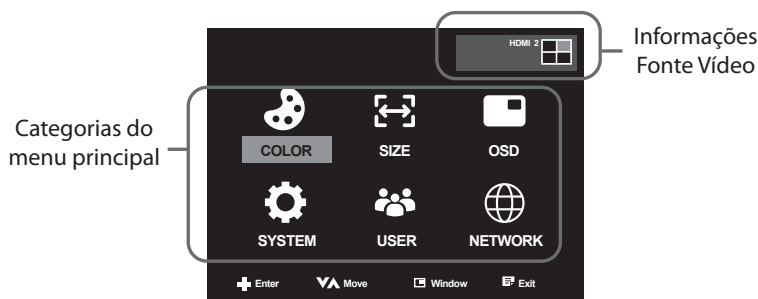 HDMI 2
Informações
Fonte Vídeo
Categorias do
menu principal
COLOR SIZE OSD
SYSTEM USER NETWORK
Enter Move Window Exit